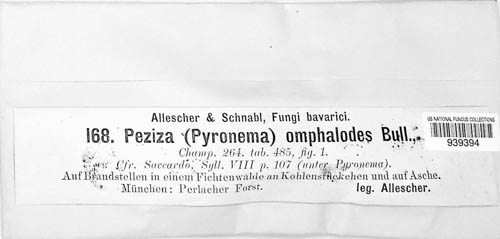 Allescher & Schnabl, Fungi bavarici.
168. Peziza (Pyronema) omphalodes Bull.,
Champ. 264. tab. 485, fig. 1.
Cfr. Saccardo, Syll. VIII p. 107 (unter Pyronema).
Auf Brandstellen in einem Fichtenwalde an Kohlenstückchen und auf Asche.
München: Perlacher Forst. leg. Allescher.
US NATIONAL FUNGUS COLLECTIONS
939394